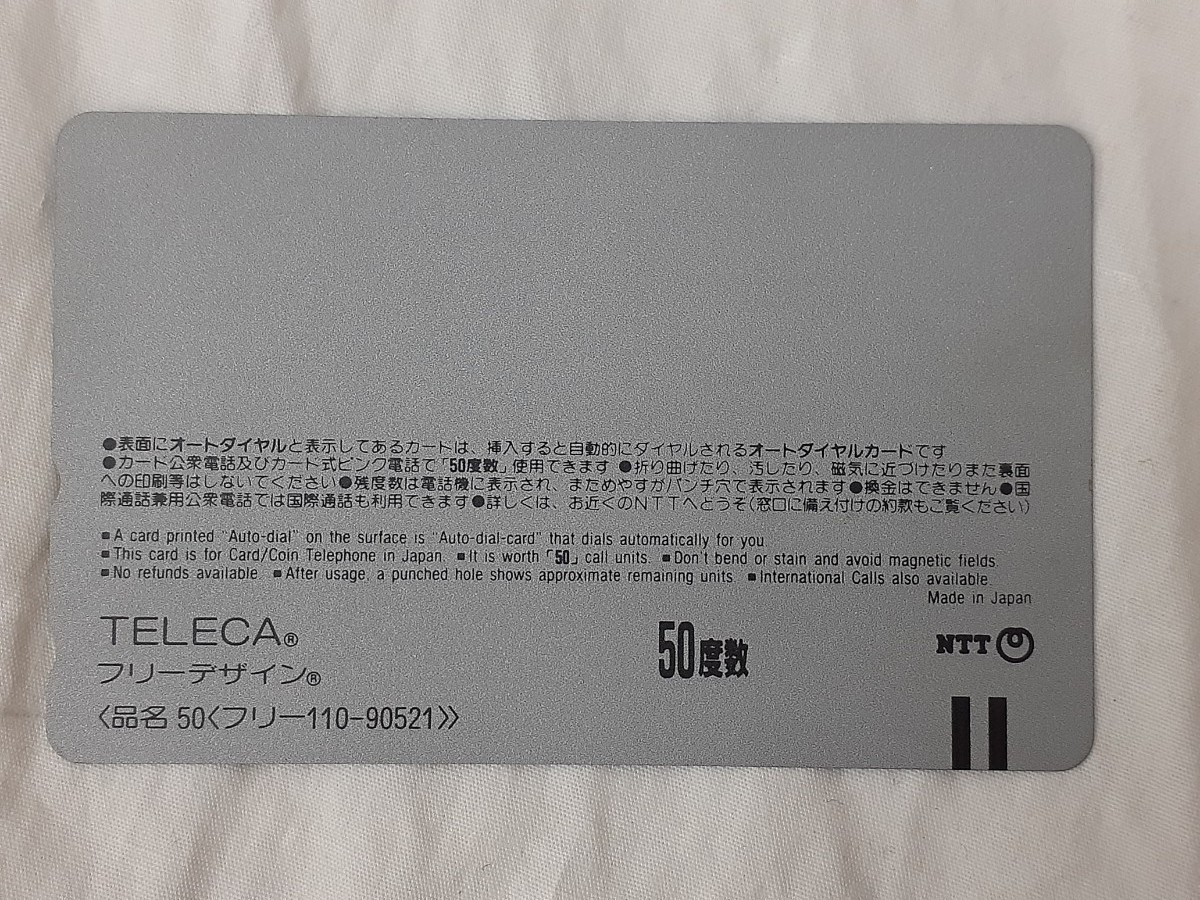 ●表面にオートダイヤルと表示してあるカートは、挿入すると自動的にダイヤルされるオートダイヤルカードです
●カード公衆電話及びカード式ピンク電話で「50度数」使用できます ●折り曲げたり、汚したり、磁気に近づけたりまた裏面
への印刷等はしないでください●残度数は電話機に表示され、まためやすがパンチ穴で表示されます●換金はできません●国
際通話兼用公衆電話では国際通話も利用できます●詳しくは、お近くのNTTへどうぞ(窓口に備え付けの約款もご覧ください)
■A card printed "Auto-dial" on the surface is "Auto-dial-card" that dials automatically for you.
■This card is for Card/Coin Telephone in Japan. ■It is worth「50」call units. ■Don't bend or stain and avoid magnetic fields.
■No refunds available. ■After usage, a punched hole shows approximate remaining units. ■International Calls also available.
Made in Japan
TELECA®
50度数
NTT
フリーデザイン®
〈品名 50〈フリー110-90521〉〉